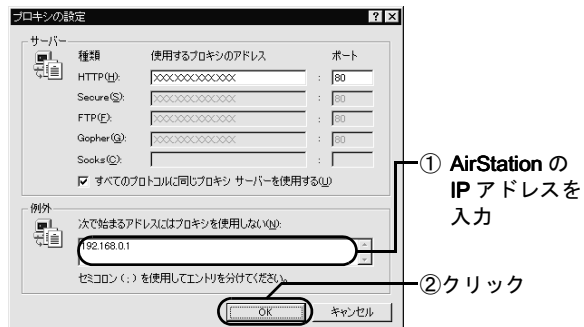 プロキシの設定
? ×
サーバー
種類 使用するプロキシのアドレス ポート
HTTP(H): XXXXXXXXXXXX : 80
Secure(S): XXXXXXXXXXXX : 80
FTP(F): XXXXXXXXXXXX : 80
Gopher(G): XXXXXXXXXXXX : 80
Socks(C): :
すべてのプロトコルに同じプロキシ サーバーを使用する(U)
例外
次で始まるアドレスにはプロキシを使用しない(N):
192.168.0.1
セミコロン ( ; ) を使用してエントリを分けてください。
OK キャンセル
① AirStation の
IP アドレスを
入力
②クリック